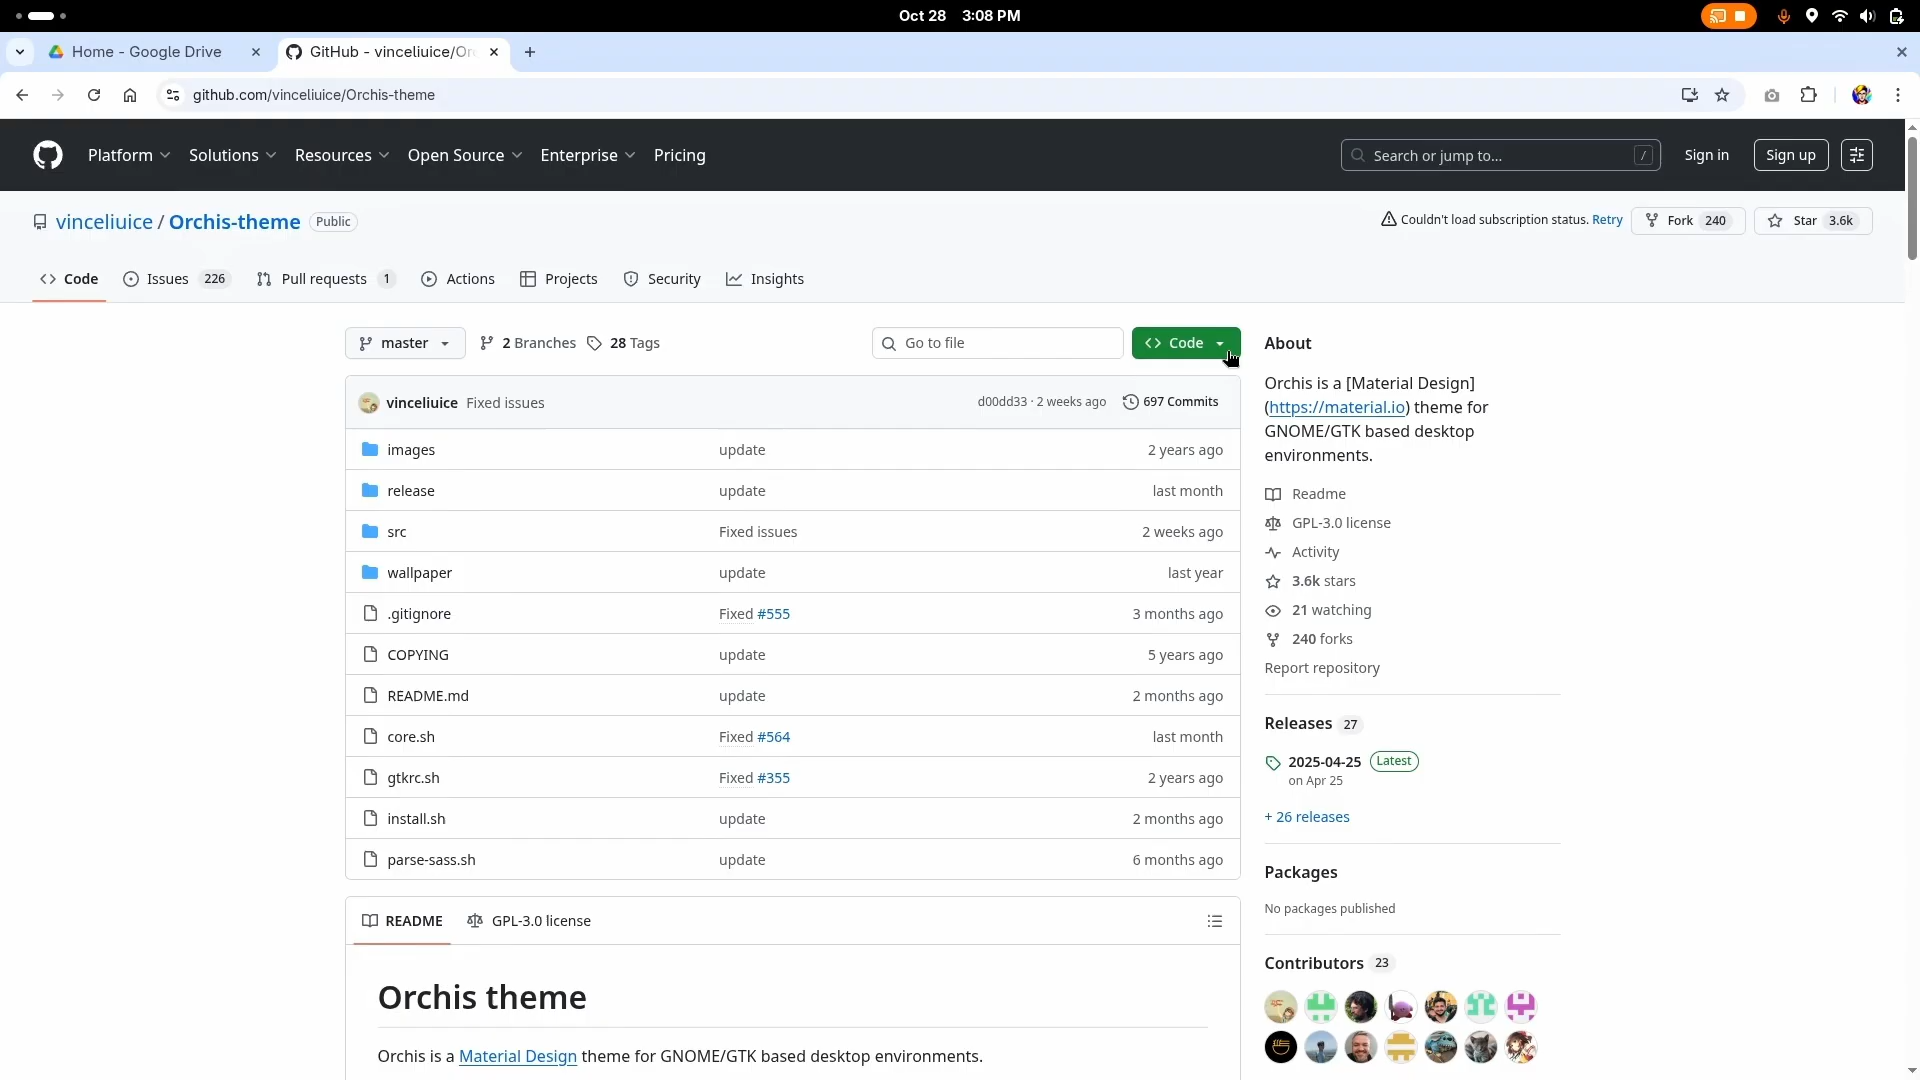 Oct 28 3:08 PM
Home - Google Drive
GitHub - vinceliuice/Or
github.com/vinceliuice/Orchis-theme
Platform Solutions Resources Open Source Enterprise Pricing
Search or jump to... /
Sign in
Sign up
vinceliuice / Orchis-theme Public
Couldn't load subscription status. Retry
Fork 240
Star 3.6k
Code Issues 226 Pull requests 1 Actions Projects Security Insights
master 2 Branches 28 Tags
Go to file
Code
vinceliuice Fixed issues d00dd33 · 2 weeks ago 697 Commits
images update 2 years ago
release update last month
src Fixed issues 2 weeks ago
wallpaper update last year
.gitignore Fixed #555 3 months ago
COPYING update 5 years ago
README.md update 2 months ago
core.sh Fixed #564 last month
gtkrc.sh Fixed #355 2 years ago
install.sh update 2 months ago
parse-sass.sh update 6 months ago
README GPL-3.0 license
Orchis theme
Orchis is a Material Design theme for GNOME/GTK based desktop environments.
About
Orchis is a [Material Design]
(https://material.io) theme for
GNOME/GTK based desktop
environments.
Readme
GPL-3.0 license
Activity
3.6k stars
21 watching
240 forks
Report repository
Releases 27
2025-04-25 Latest
on Apr 25
+ 26 releases
Packages
No packages published
Contributors 23